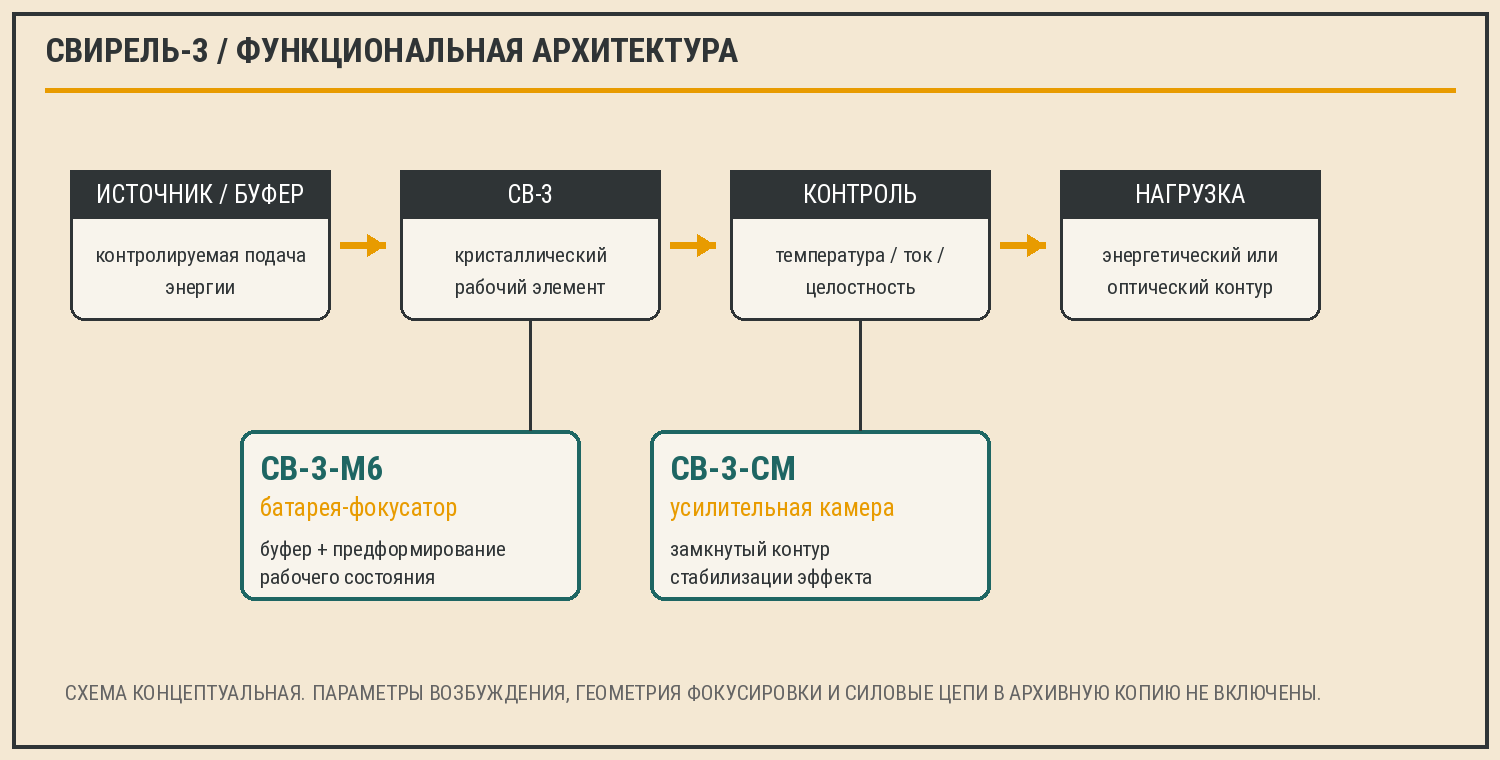 СВИРЕЛЬ-3 / ФУНКЦИОНАЛЬНАЯ АРХИТЕКТУРА
ИСТОЧНИК / БУФЕР
контролируемая подача
энергии
СВ-3
кристаллический
рабочий элемент
КОНТРОЛЬ
температура / ток /
целостность
НАГРУЗКА
энергетический или
оптический контур
СВ-3-М6
батарея-фокусатор
буфер + предформирование
рабочего состояния
СВ-3-СМ
усилительная камера
замкнутый контур
стабилизации эффекта
СХЕМА КОНЦЕПТУАЛЬНАЯ. ПАРАМЕТРЫ ВОЗБУЖДЕНИЯ, ГЕОМЕТРИЯ ФОКУСИРОВКИ И СИЛОВЫЕ ЦЕПИ В АРХИВНУЮ КОПИЮ НЕ ВКЛЮЧЕНЫ.